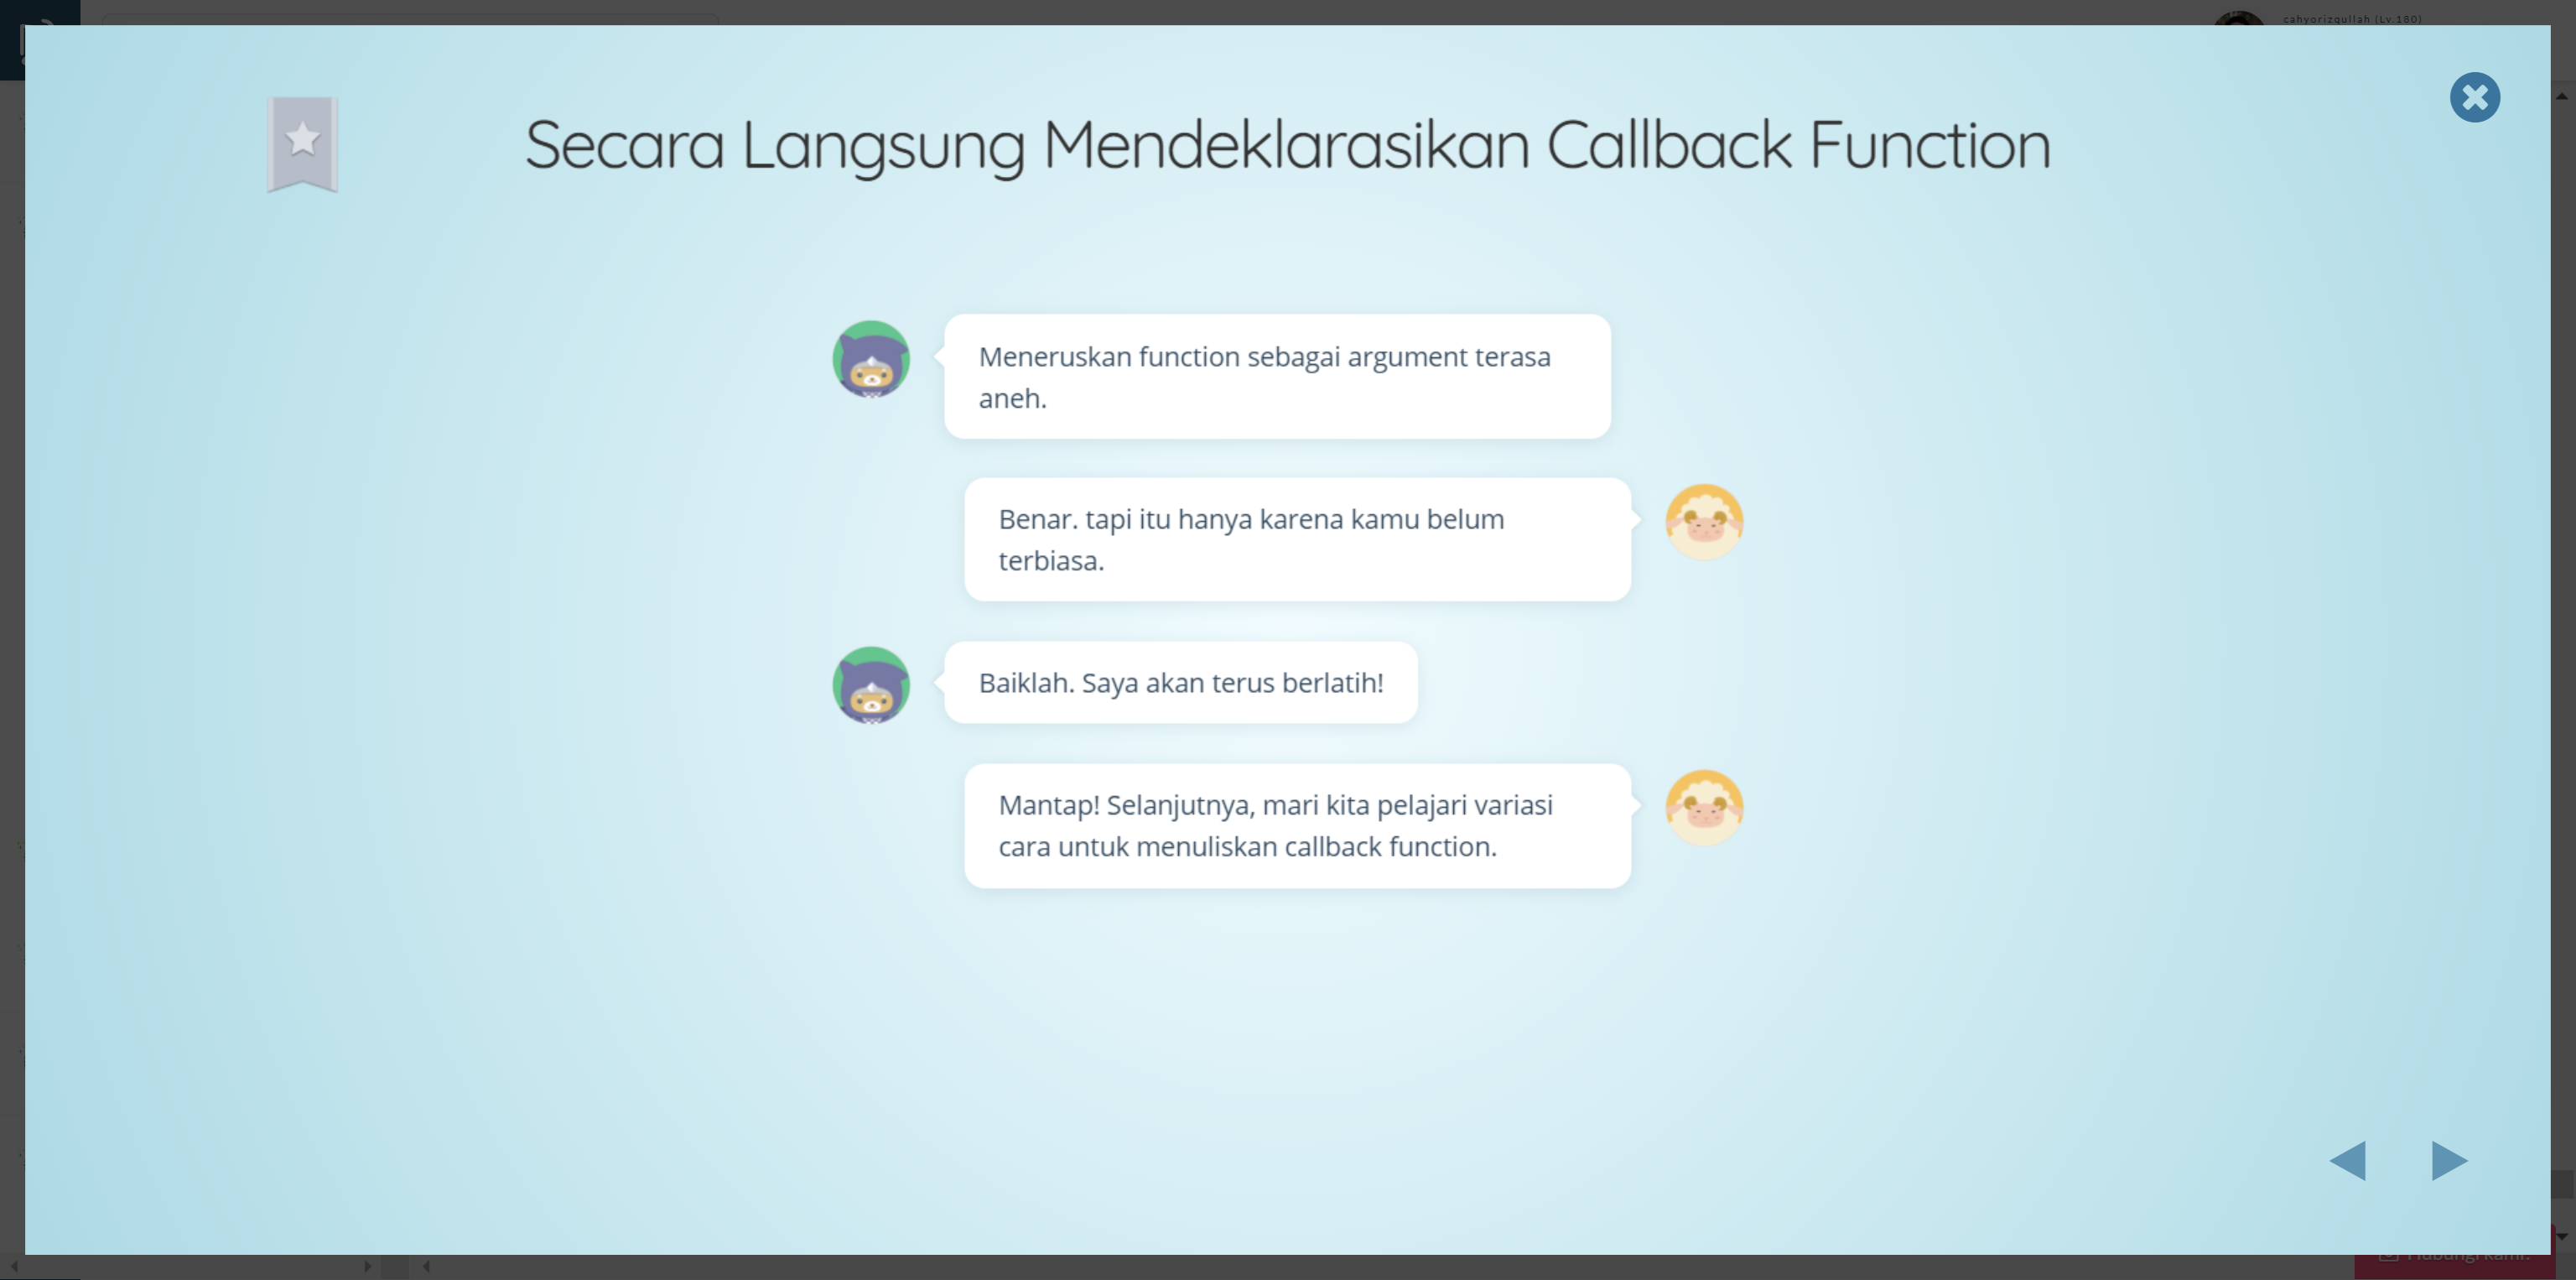 cahyorizqullah (Lv.180)
Secara Langsung Mendeklarasikan Callback Function
Meneruskan function sebagai argument terasa
aneh.
Benar. tapi itu hanya karena kamu belum
terbiasa.
Baiklah. Saya akan terus berlatih!
Mantap! Selanjutnya, mari kita pelajari variasi
cara untuk menuliskan callback function.
Hubungi kami!